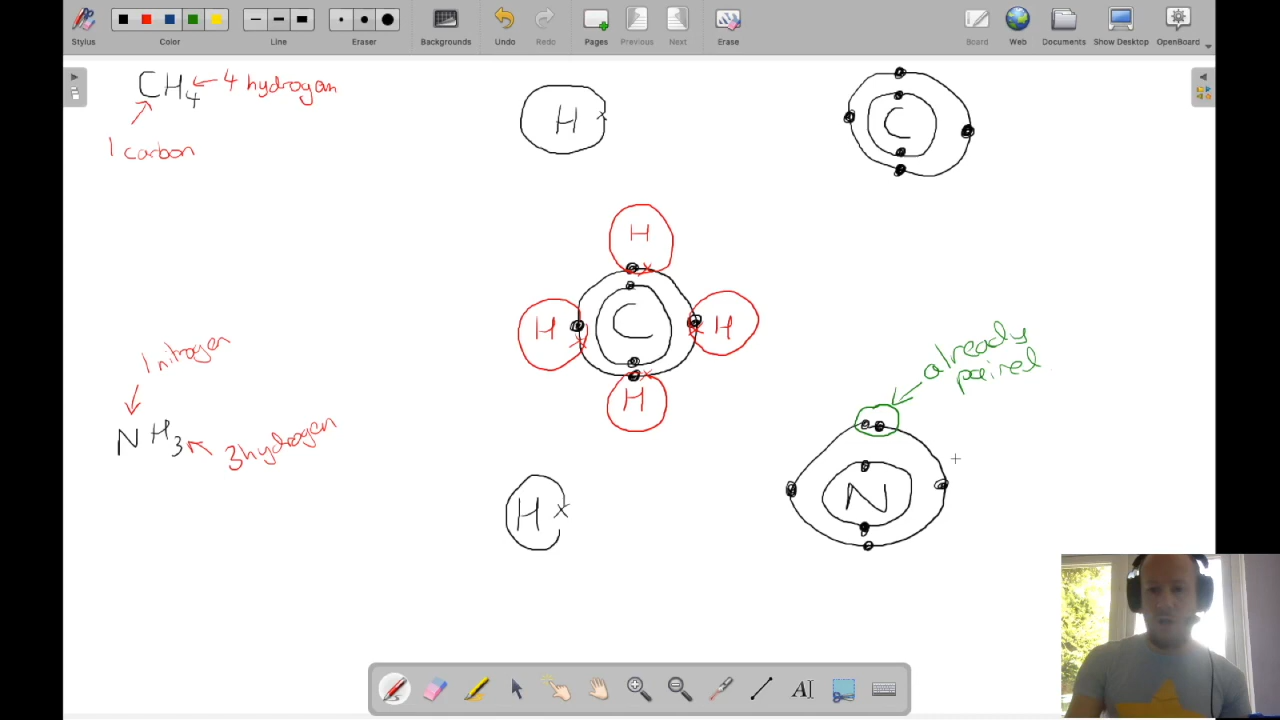 Stylus
Color
Line
Eraser
Backgrounds
Undo
Redo
Pages
Previous
Next
Erase
Board
Web
Documents
Show Desktop
OpenBoard
CH4 ← 4 hydrogen
1 carbon
H x
C
H
x
H x
C
x H
x
H
1 nitrogen
NH3
3 hydrogen
already
paired
H x
N